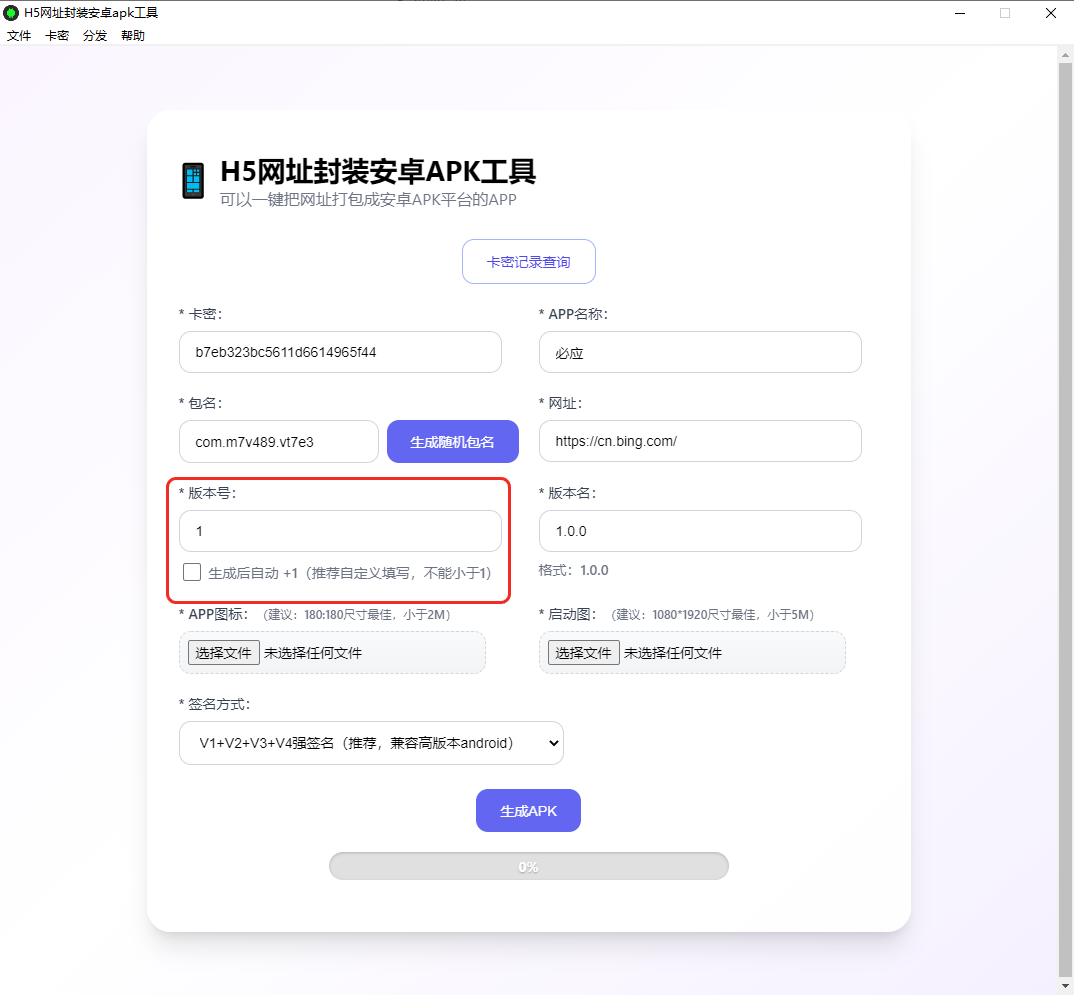 H5网址封装安卓apk工具
文件 卡密 分发 帮助
H5网址封装安卓APK工具
可以一键把网址打包成安卓APK平台的APP
卡密记录查询
* 卡密：
* APP名称：
b7eb323bc5611d6614965f44
必应
* 包名：
* 网址：
com.m7v489.vt7e3
生成随机包名
https://cn.bing.com/
* 版本号：
* 版本名：
1
1.0.0
生成后自动 +1（推荐自定义填写，不能小于1）
格式：1.0.0
* APP图标：（建议：180:180尺寸最佳，小于2M）
* 启动图：（建议：1080*1920尺寸最佳，小于5M）
选择文件 未选择任何文件
选择文件 未选择任何文件
* 签名方式：
V1+V2+V3+V4强签名（推荐，兼容高版本android）
生成APK
0%